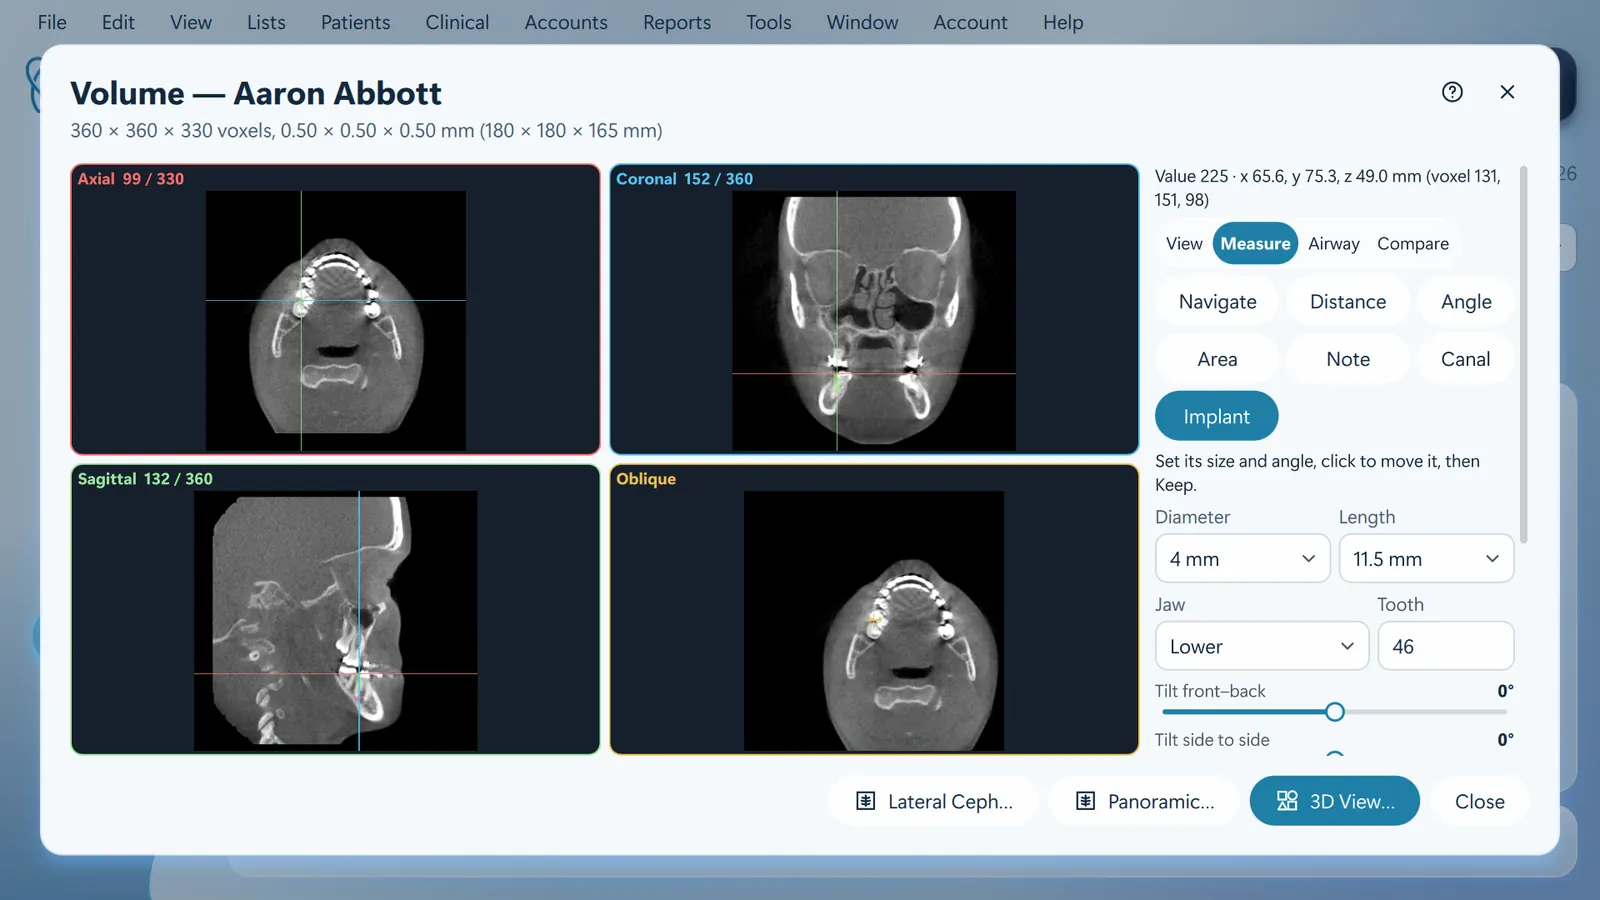 File Edit View Lists Patients Clinical Accounts Reports Tools Window Account Help
Volume — Aaron Abbott
360 × 360 × 330 voxels, 0.50 × 0.50 × 0.50 mm (180 × 180 × 165 mm)
Axial 99 / 330
Coronal 152 / 360
Sagittal 132 / 360
Oblique
Value 225 · x 65.6, y 75.3, z 49.0 mm (voxel 131,
151, 98)
26
View Measure Airway Compare
Navigate Distance Angle
Area Note Canal
Implant
Set its size and angle, click to move it, then
Keep.
Diameter Length
4 mm 11.5 mm
Jaw Tooth
Lower 46
Tilt front–back 0°
Tilt side to side 0°
Lateral Ceph... Panoramic... 3D View... Close